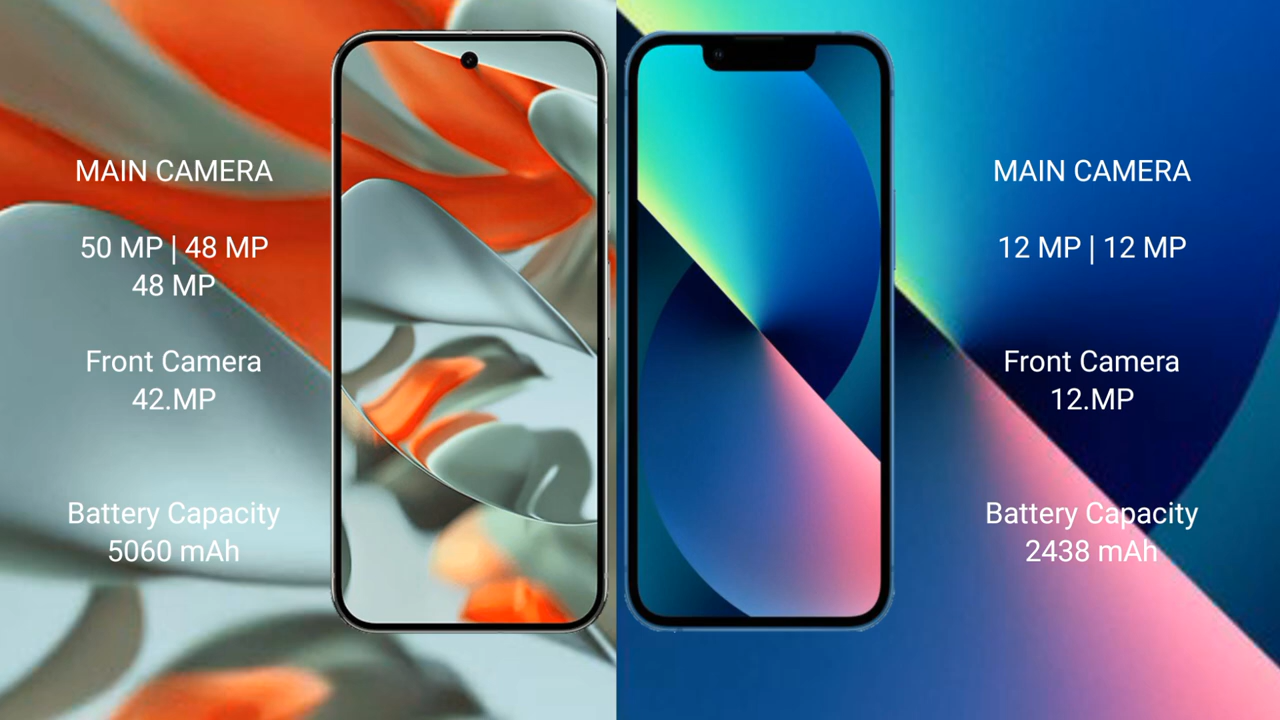 MAIN CAMERA
50 MP | 48 MP
48 MP
Front Camera
42.MP
Battery Capacity
5060 mAh
MAIN CAMERA
12 MP | 12 MP
Front Camera
12.MP
Battery Capacity
2438 mAh